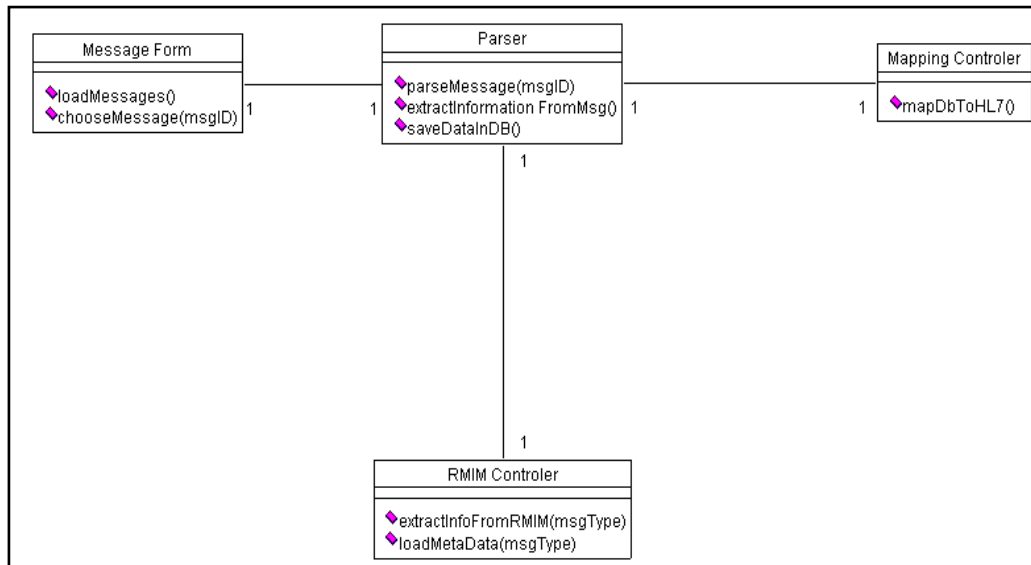 Message Form
loadMessages()
chooseMessage(msgID)
1
1
Parser
parseMessage(msgID)
extractInformation FromMsg()
saveDataInDB()
1
1
Mapping Controler
mapDbToHL7()
1
1
RMIM Controler
extractInfoFromRMIM(msgType)
loadMetaData(msgType)